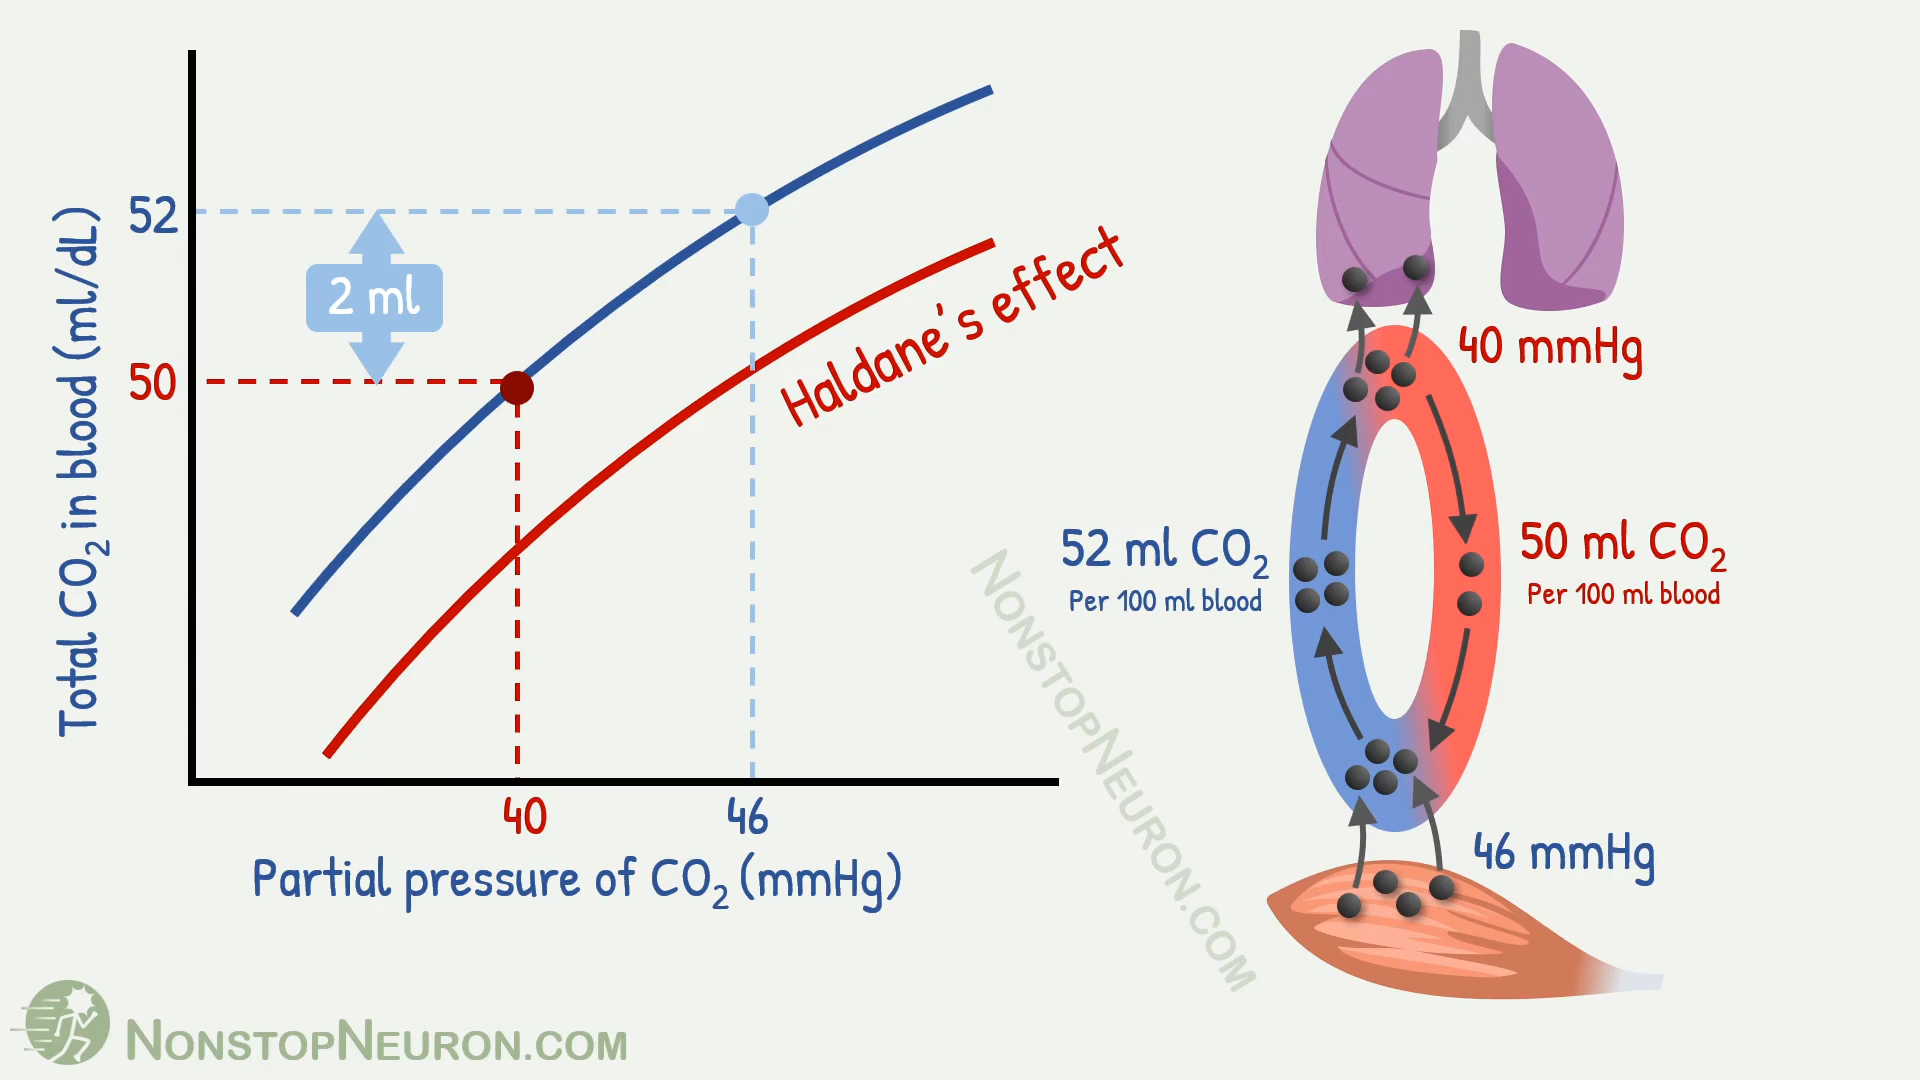 Total CO2 in blood (ml/dL)
52
2 ml
50
Haldane's effect
40
46
Partial pressure of CO2 (mmHg)
40 mmHg
52 ml CO2
Per 100 ml blood
50 ml CO2
Per 100 ml blood
46 mmHg
NonstopNeuron.com
NonstopNeuron.com